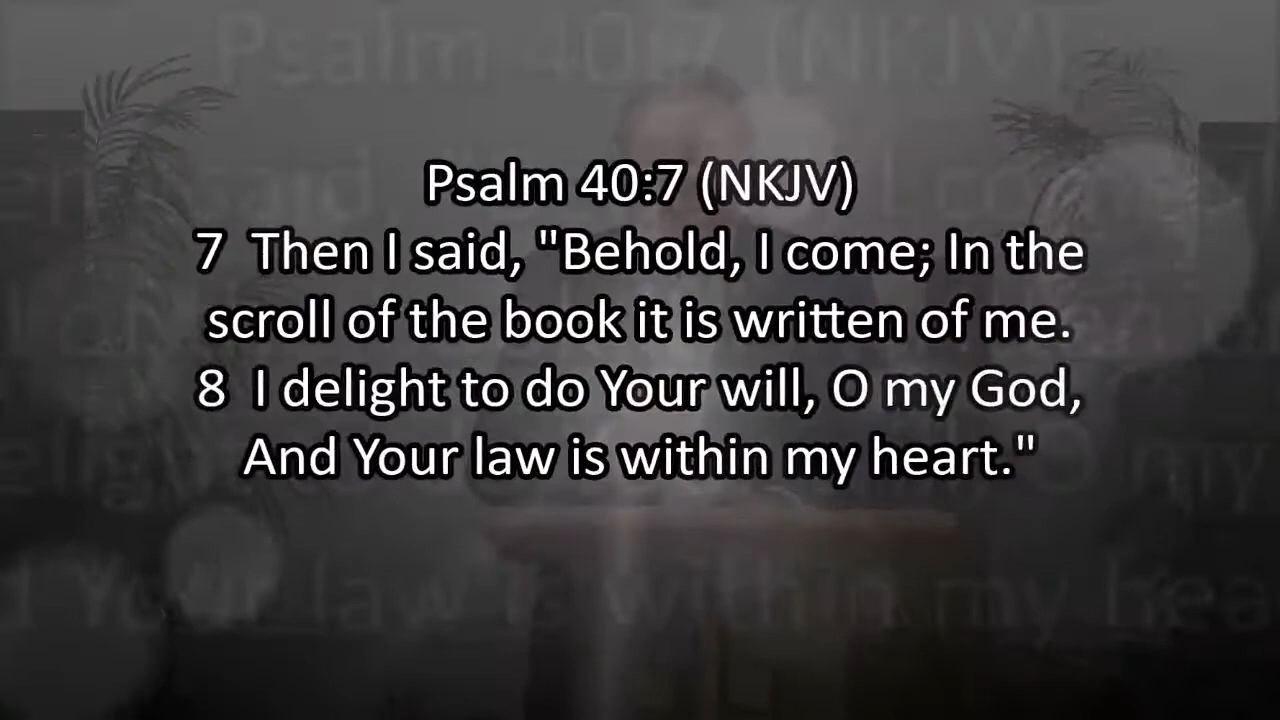 Psalm 40:7 (NKJV)
7  Then I said, "Behold, I come; In the
scroll of the book it is written of me.
8  I delight to do Your will, O my God,
And Your law is within my heart."